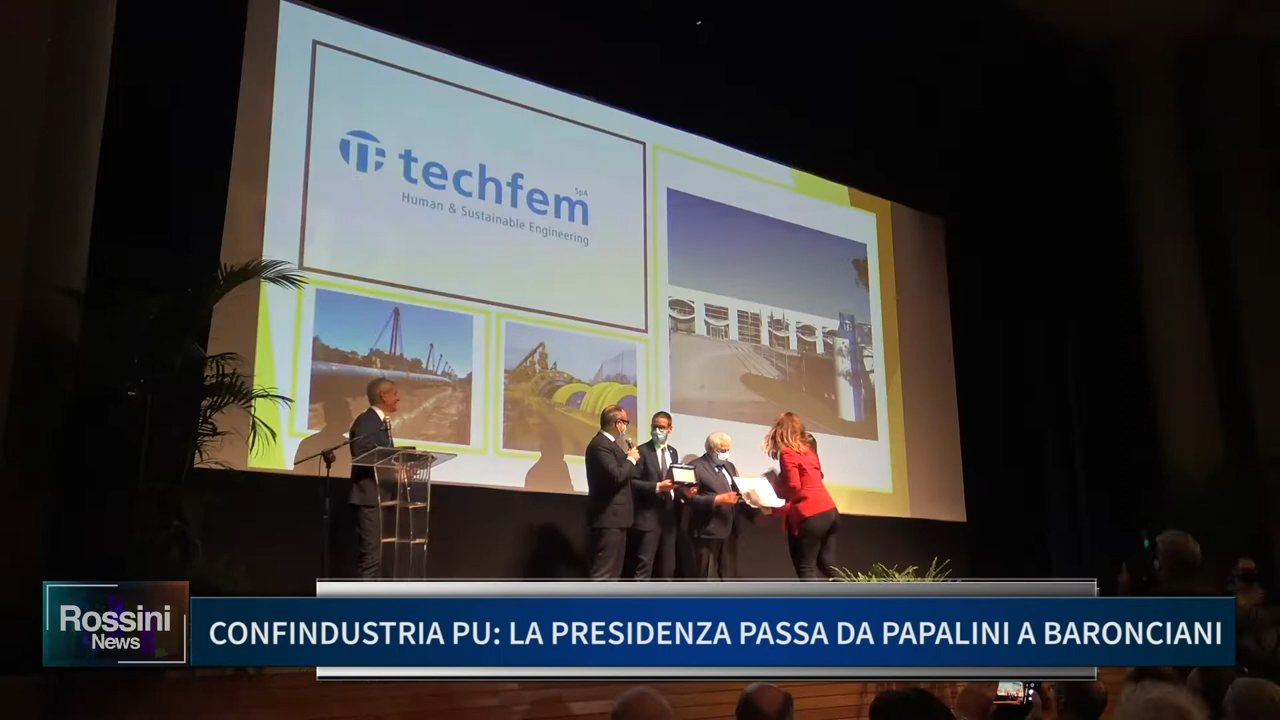 techfem
SpA
Human & Sustainable Engineering
Rossini
News
CONFINDUSTRIA PU: LA PRESIDENZA PASSA DA PAPALINI A BARONCIANI